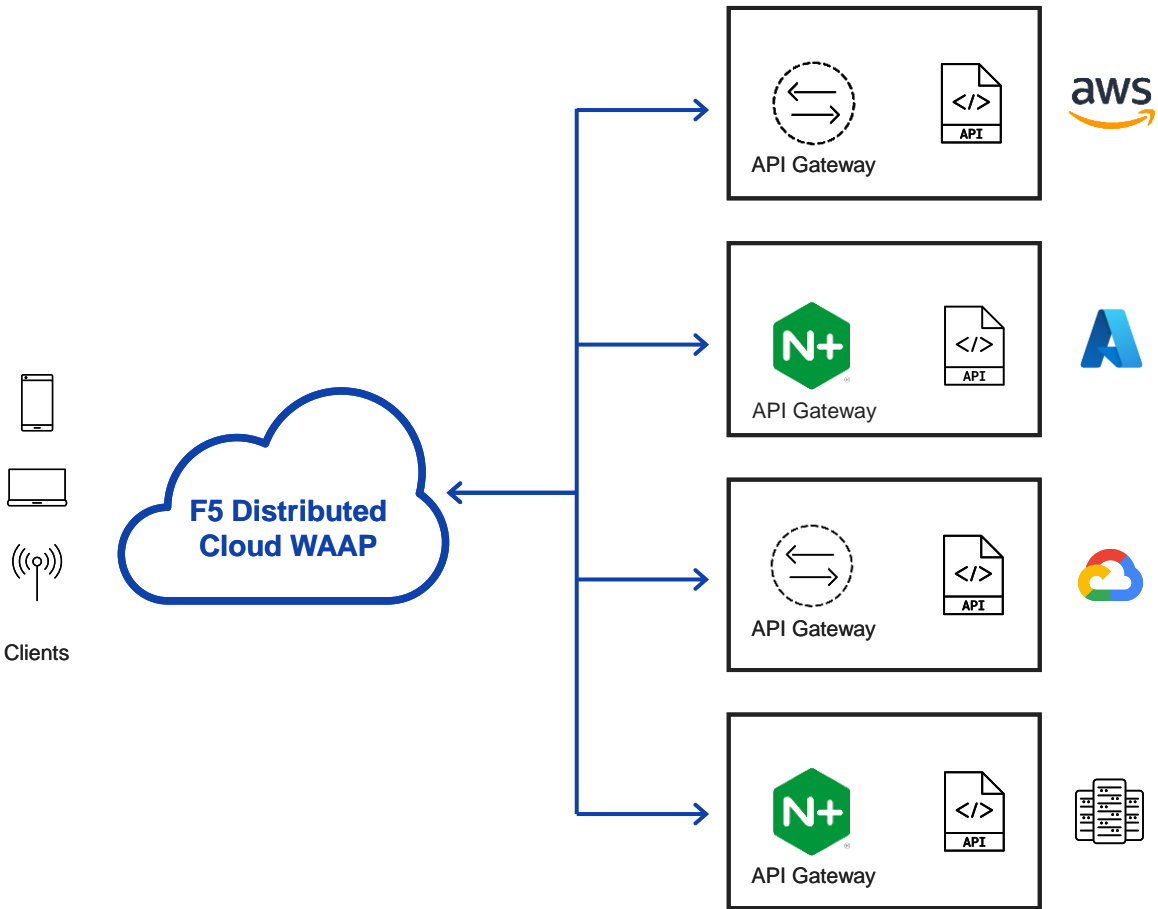 </>
API
aws
API Gateway
N+
®
</>
API
API Gateway
F5 Distributed
Cloud WAAP
</>
API
API Gateway
Clients
N+
®
</>
API
API Gateway